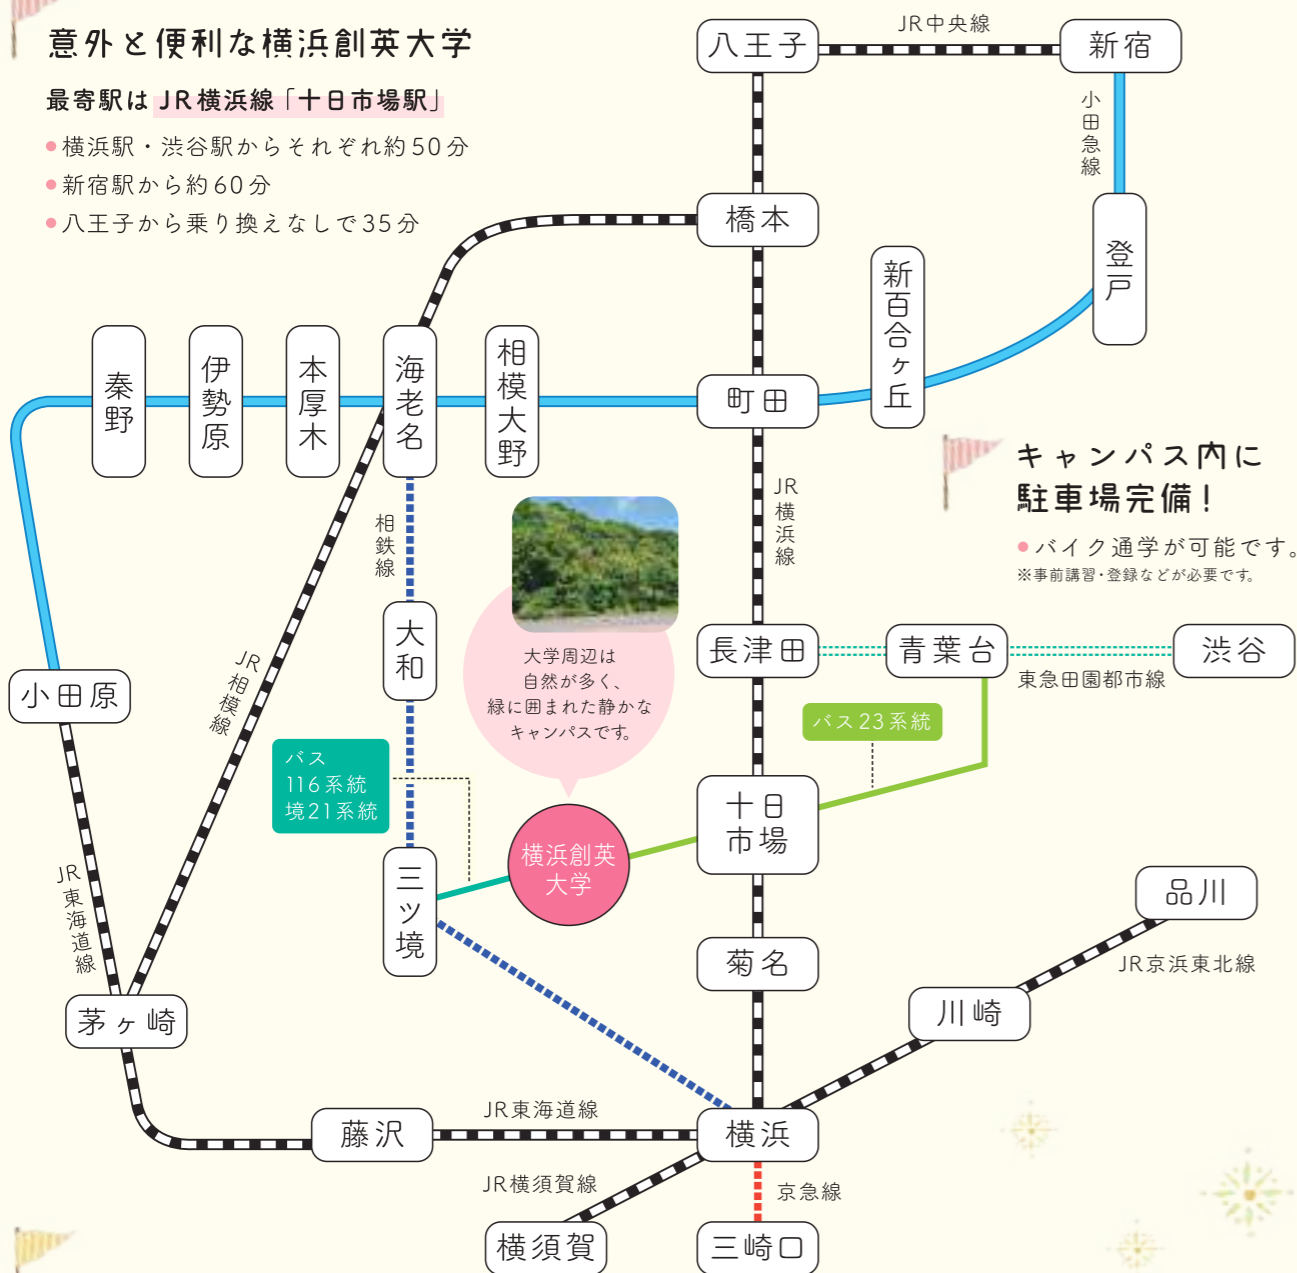 意外と便利な横浜創英大学
最寄駅は JR横浜線「十日市場駅」
● 横浜駅・渋谷駅からそれぞれ約50分
● 新宿駅から約60分
● 八王子から乗り換えなしで35分
八王子
JR中央線
新宿
小田急線
橋本
登戸
新百合ヶ丘
秦野
伊勢原
本厚木
海老名
相模大野
町田
キャンパス内に
駐車場完備！
● バイク通学が可能です。
※事前講習・登録などが必要です。
JR横浜線
相鉄線
大和
大学周辺は
自然が多く、
緑に囲まれた静かな
キャンパスです。
長津田
青葉台
渋谷
東急田園都市線
小田原
JR相模線
バス23系統
バス
116系統
境21系統
十日
市場
横浜創英
大学
三ツ境
JR東海道線
品川
菊名
JR京浜東北線
川崎
茅ヶ崎
藤沢
JR東海道線
横浜
JR横須賀線
京急線
横須賀
三崎口